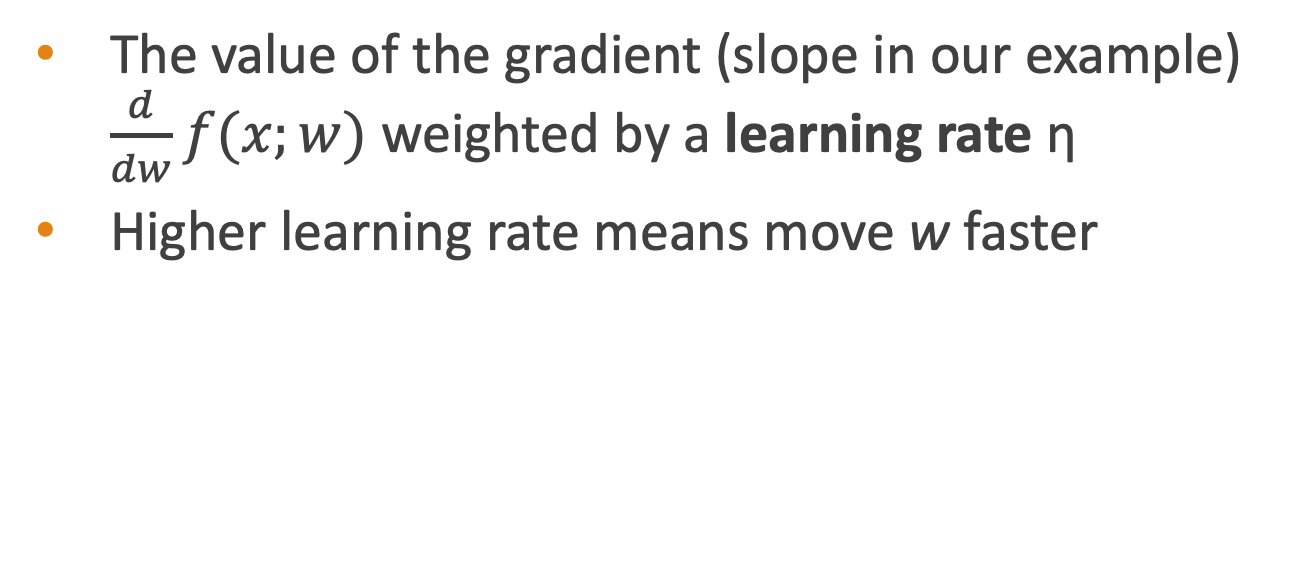 • The value of the gradient (slope in our example)
d/dw f(x; w) weighted by a learning rate η
• Higher learning rate means move w faster